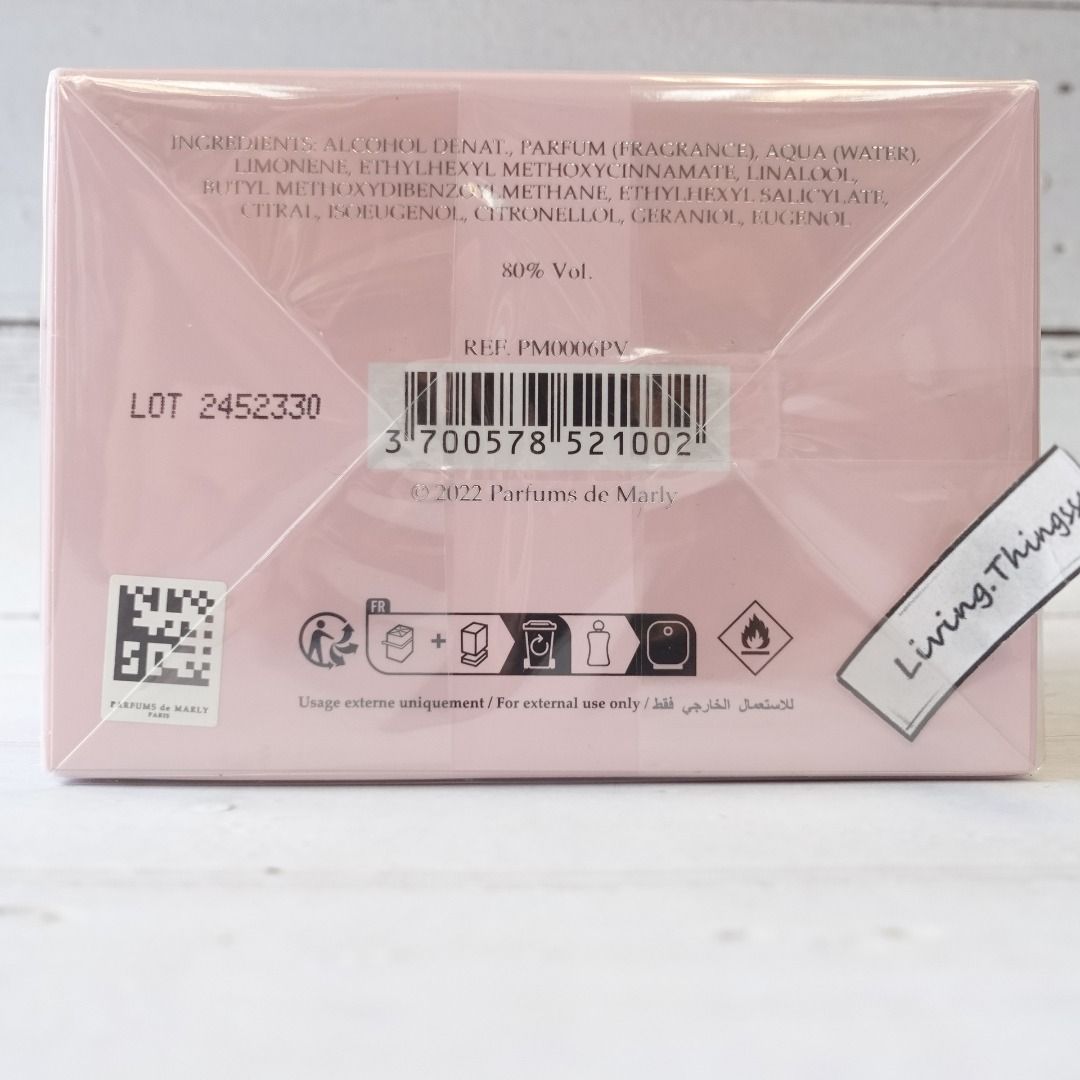 INGREDIENTS: ALCOHOL DENAT., PARFUM (FRAGRANCE), AQUA (WATER),
LIMONENE, ETHYLHEXYL METHOXYCINNAMATE, LINALOOL,
BUTYL METHOXYDIBENZOYLMETHANE, ETHYLHEXYL SALICYLATE,
CITRAL, ISOEUGENOL, CITRONELLOL, GERANIOL, EUGENOL
80% Vol.
REF. PM0006PV
LOT 2452330
3 700578 521002
© 2022 Parfums de Marly
FR
PARFUMS de MARLY
PARIS
Usage externe uniquement / For external use only / للاستعمال الخارجي فقط
Living.Thingss